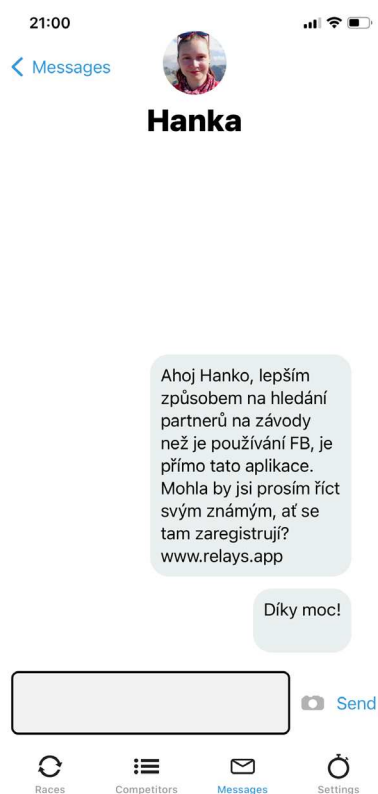 21:00
Messages
Hanka
Ahoj Hanko, lepším
způsobem na hledání
partnerů na závody
než je používání FB, je
přímo tato aplikace.
Mohla by jsi prosím říct
svým známým, ať se
tam zaregistrují?
www.relays.app
Díky moc!
Send
Races Competitors Messages Settings